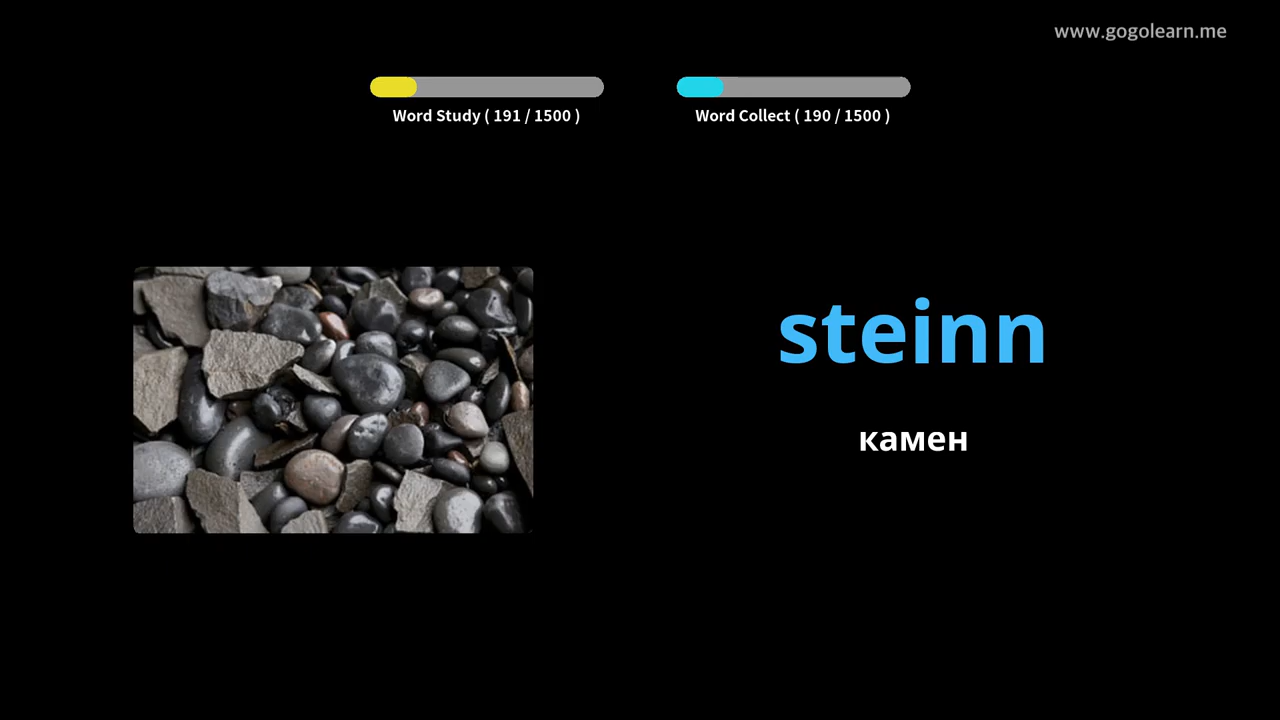 www.gogolearn.me
Word Study ( 191 / 1500 )
Word Collect ( 190 / 1500 )
steinn
камен